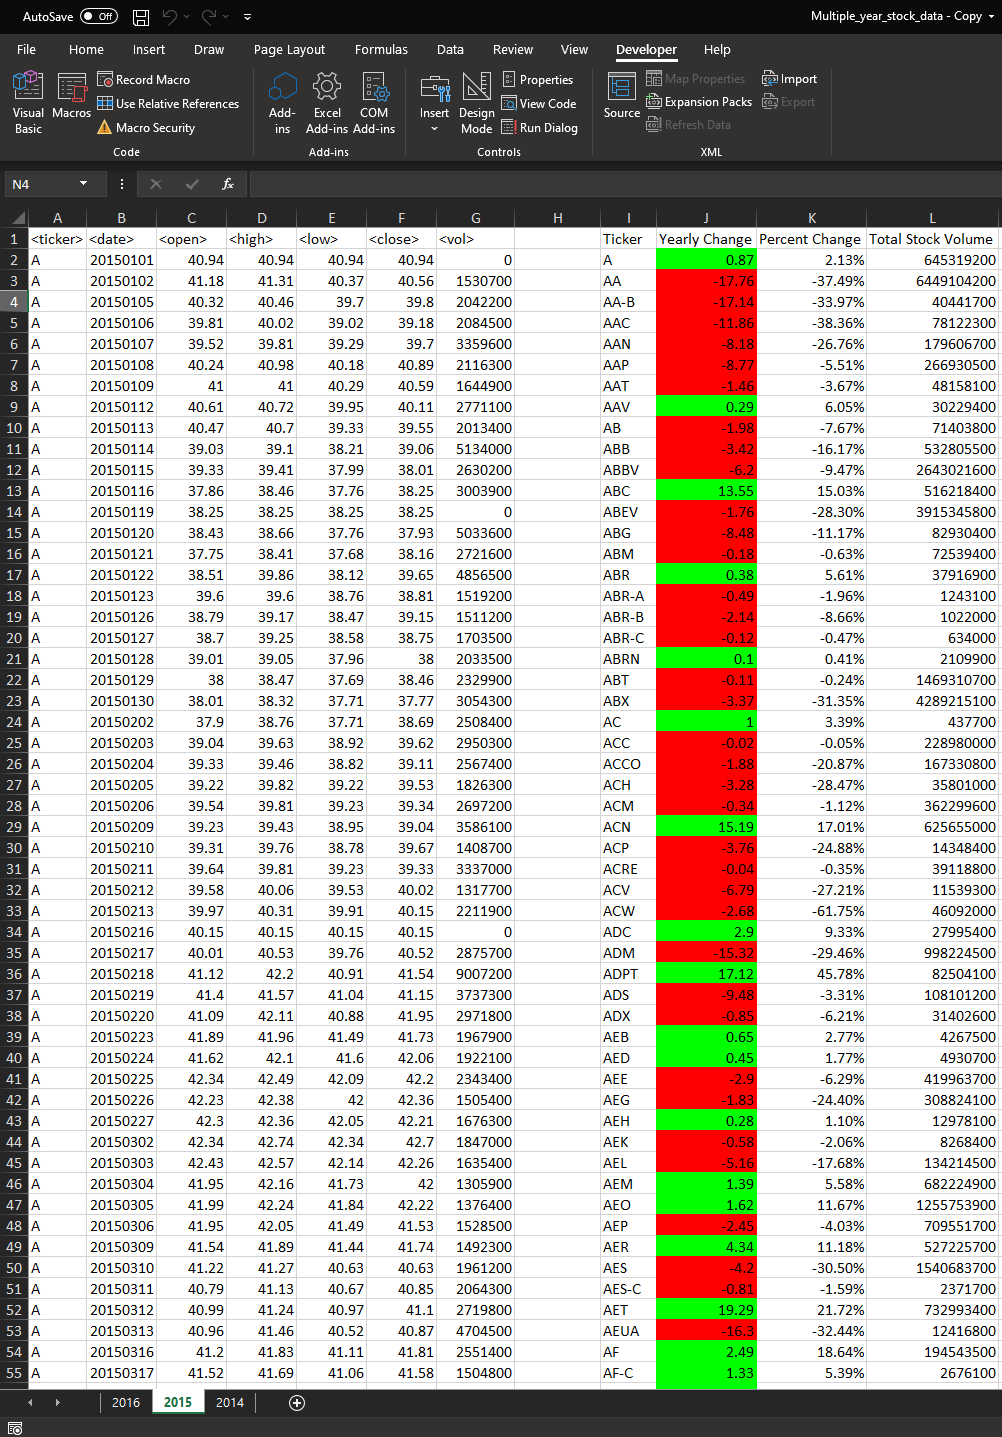 AutoSave Off Multiple_year_stock_data - Copy
File Home Insert Draw Page Layout Formulas Data Review View Developer Help
Visual Basic Macros Record Macro Use Relative References Macro Security
Code
Add-ins Excel Add-ins COM Add-ins
Add-ins
Insert Design Mode Properties View Code Run Dialog
Controls
Source Map Properties Expansion Packs Refresh Data Import Export
XML
N4 fx
A B C D E F G H I J K L
1 <ticker> <date> <open> <high> <low> <close> <vol> Ticker Yearly Change Percent Change Total Stock Volume
2 A 20150101 40.94 40.94 40.94 40.94 0 A 0.87 2.13% 645319200
3 A 20150102 41.18 41.31 40.37 40.56 1530700 AA -17.76 -37.49% 6449104200
4 A 20150105 40.32 40.46 39.7 39.8 2042200 AA-B -17.14 -33.97% 40441700
5 A 20150106 39.81 40.02 39.02 39.18 2084500 AAC -11.86 -38.36% 78122300
6 A 20150107 39.52 39.81 39.29 39.7 3359600 AAN -8.18 -26.76% 179606700
7 A 20150108 40.24 40.98 40.18 40.89 2116300 AAP -8.77 -5.51% 266930500
8 A 20150109 41 41 40.29 40.59 1644900 AAT -1.46 -3.67% 48158100
9 A 20150112 40.61 40.72 39.95 40.11 2771100 AAV 0.29 6.05% 30229400
10 A 20150113 40.47 40.7 39.33 39.55 2013400 AB -1.98 -7.67% 71403800
11 A 20150114 39.03 39.1 38.21 39.06 5134000 ABB -3.42 -16.17% 532805500
12 A 20150115 39.33 39.41 37.99 38.01 2630200 ABBV -6.2 -9.47% 2643021600
13 A 20150116 37.86 38.46 37.76 38.25 3003900 ABC 13.55 15.03% 516218400
14 A 20150119 38.25 38.25 38.25 38.25 0 ABEV -1.76 -28.30% 3915345800
15 A 20150120 38.43 38.66 37.76 37.93 5033600 ABG -8.48 -11.17% 82930400
16 A 20150121 37.75 38.41 37.68 38.16 2721600 ABM -0.18 -0.63% 72539400
17 A 20150122 38.51 39.86 38.12 39.65 4856500 ABR 0.38 5.61% 37916900
18 A 20150123 39.6 39.6 38.76 38.81 1519200 ABR-A -0.49 -1.96% 1243100
19 A 20150126 38.79 39.17 38.47 39.15 1511200 ABR-B -2.14 -8.66% 1022000
20 A 20150127 38.7 39.25 38.58 38.75 1703500 ABR-C -0.12 -0.47% 634000
21 A 20150128 39.01 39.05 37.96 38 2033500 ABRN 0.1 0.41% 2109900
22 A 20150129 38 38.47 37.69 38.46 2329900 ABT -0.11 -0.24% 1469310700
23 A 20150130 38.01 38.32 37.71 37.77 3054300 ABX -3.37 -31.35% 4289215100
24 A 20150202 37.9 38.76 37.71 38.69 2508400 AC 1 3.39% 437700
25 A 20150203 39.04 39.63 38.92 39.62 2950300 ACC -0.02 -0.05% 228980000
26 A 20150204 39.33 39.46 38.82 39.11 2567400 ACCO -1.88 -20.87% 167330800
27 A 20150205 39.22 39.82 39.22 39.53 1826300 ACH -3.28 -28.47% 35801000
28 A 20150206 39.54 39.81 39.23 39.34 2697200 ACM -0.34 -1.12% 362299600
29 A 20150209 39.23 39.43 38.95 39.04 3586100 ACN 15.19 17.01% 625655000
30 A 20150210 39.31 39.76 38.78 39.67 1408700 ACP -3.76 -24.88% 14348400
31 A 20150211 39.64 39.81 39.23 39.33 3337000 ACRE -0.04 -0.35% 39118800
32 A 20150212 39.58 40.06 39.53 40.02 1317700 ACV -6.79 -27.21% 11539300
33 A 20150213 39.97 40.31 39.91 40.15 2211900 ACW -2.68 -61.75% 46092000
34 A 20150216 40.15 40.15 40.15 40.15 0 ADC 2.9 9.33% 27995400
35 A 20150217 40.01 40.53 39.76 40.52 2875700 ADM -15.32 -29.46% 998224500
36 A 20150218 41.12 42.2 40.91 41.54 9007200 ADPT 17.12 45.78% 82504100
37 A 20150219 41.4 41.57 41.04 41.15 3737300 ADS -9.48 -3.31% 108101200
38 A 20150220 41.09 42.11 40.88 41.95 2971800 ADX -0.85 -6.21% 31402600
39 A 20150223 41.89 41.96 41.49 41.73 1967900 AEB 0.65 2.77% 4267500
40 A 20150224 41.62 42.1 41.6 42.06 1922100 AED 0.45 1.77% 4930700
41 A 20150225 42.34 42.49 42.09 42.2 2343400 AEE -2.9 -6.29% 419963700
42 A 20150226 42.23 42.38 42 42.36 1505400 AEG -1.83 -24.40% 308824100
43 A 20150227 42.3 42.36 42.05 42.21 1676300 AEH 0.28 1.10% 12978100
44 A 20150302 42.34 42.74 42.34 42.7 1847000 AEK -0.58 -2.06% 8268400
45 A 20150303 42.43 42.57 42.14 42.26 1635400 AEL -5.16 -17.68% 134214500
46 A 20150304 41.95 42.16 41.73 42 1305900 AEM 1.39 5.58% 682224900
47 A 20150305 41.99 42.24 41.84 42.22 1376400 AEO 1.62 11.67% 1255753900
48 A 20150306 41.95 42.05 41.49 41.53 1528500 AEP -2.45 -4.03% 709551700
49 A 20150309 41.54 41.89 41.44 41.74 1492300 AER 4.34 11.18% 527225700
50 A 20150310 41.22 41.27 40.63 40.63 1961200 AES -4.2 -30.50% 1540683700
51 A 20150311 40.79 41.13 40.67 40.85 2064300 AES-C -0.81 -1.59% 2371700
52 A 20150312 40.99 41.24 40.97 41.1 2719800 AET 19.29 21.72% 732993400
53 A 20150313 40.96 41.46 40.52 40.87 4704500 AEUA -16.3 -32.44% 12416800
54 A 20150316 41.2 41.83 41.11 41.81 2551400 AF 2.49 18.64% 194543500
55 A 20150317 41.52 41.69 41.06 41.58 1504800 AF-C 1.33 5.39% 2676100
2016 2015 2014